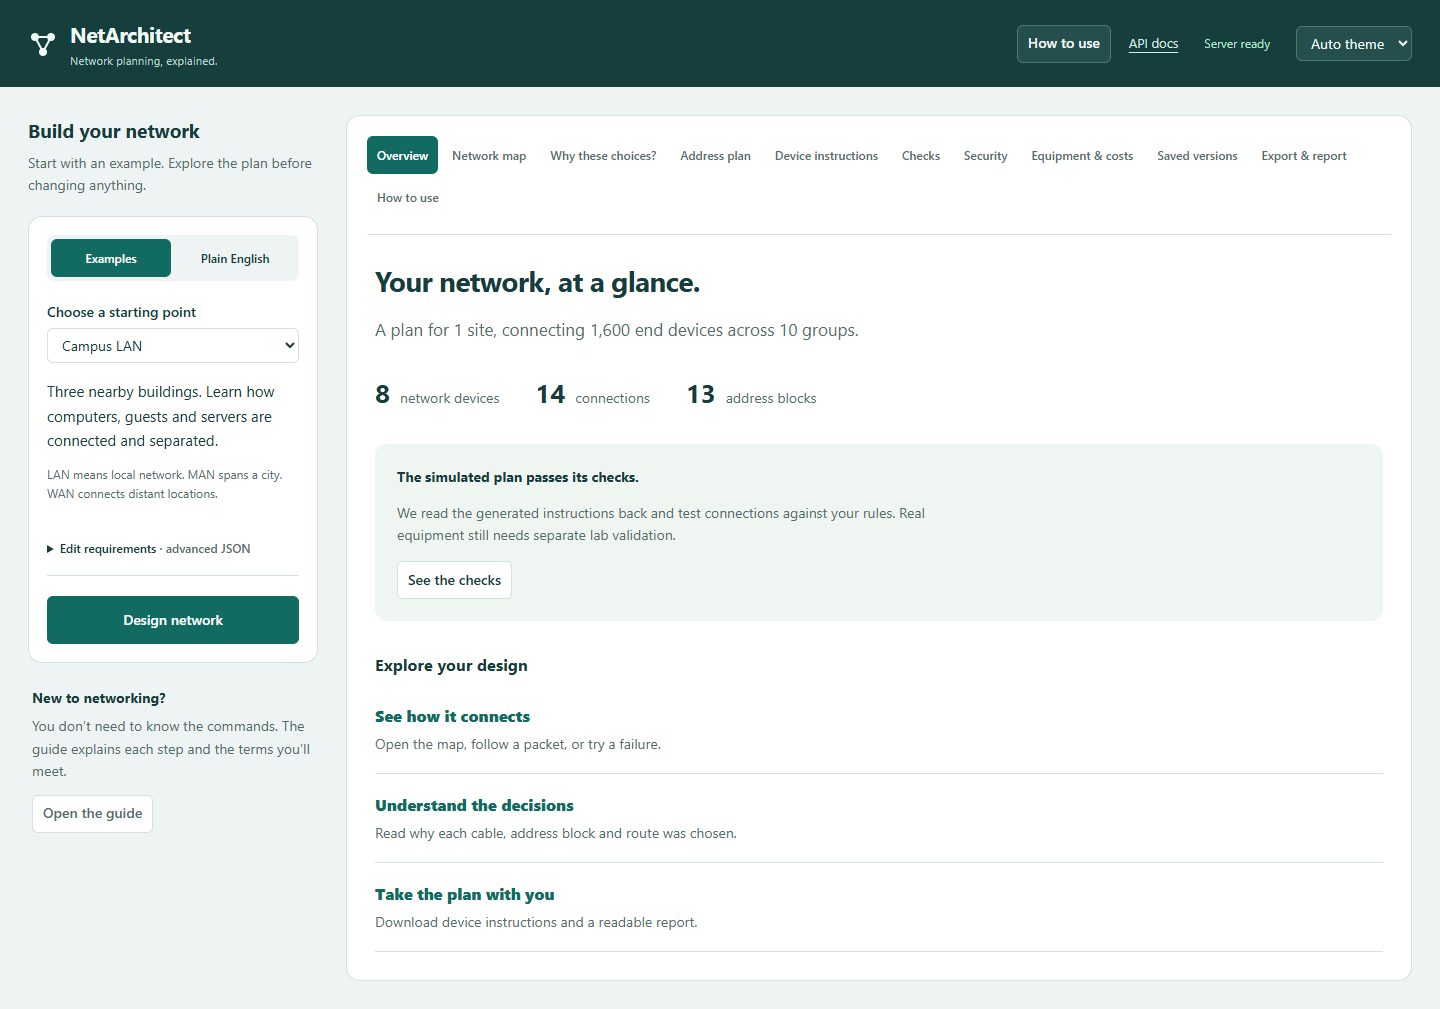 NetArchitect
Network planning, explained.
How to use
API docs
Server ready
Auto theme
Build your network
Start with an example. Explore the plan before
changing anything.
Examples
Plain English
Choose a starting point
Campus LAN
Three nearby buildings. Learn how
computers, guests and servers are
connected and separated.
LAN means local network. MAN spans a city.
WAN connects distant locations.
Edit requirements · advanced JSON
Design network
New to networking?
You don’t need to know the commands. The
guide explains each step and the terms you’ll
meet.
Open the guide
Overview
Network map
Why these choices?
Address plan
Device instructions
Checks
Security
Equipment & costs
Saved versions
Export & report
How to use
Your network, at a glance.
A plan for 1 site, connecting 1,600 end devices across 10 groups.
8 network devices
14 connections
13 address blocks
The simulated plan passes its checks.
We read the generated instructions back and test connections against your rules. Real
equipment still needs separate lab validation.
See the checks
Explore your design
See how it connects
Open the map, follow a packet, or try a failure.
Understand the decisions
Read why each cable, address block and route was chosen.
Take the plan with you
Download device instructions and a readable report.